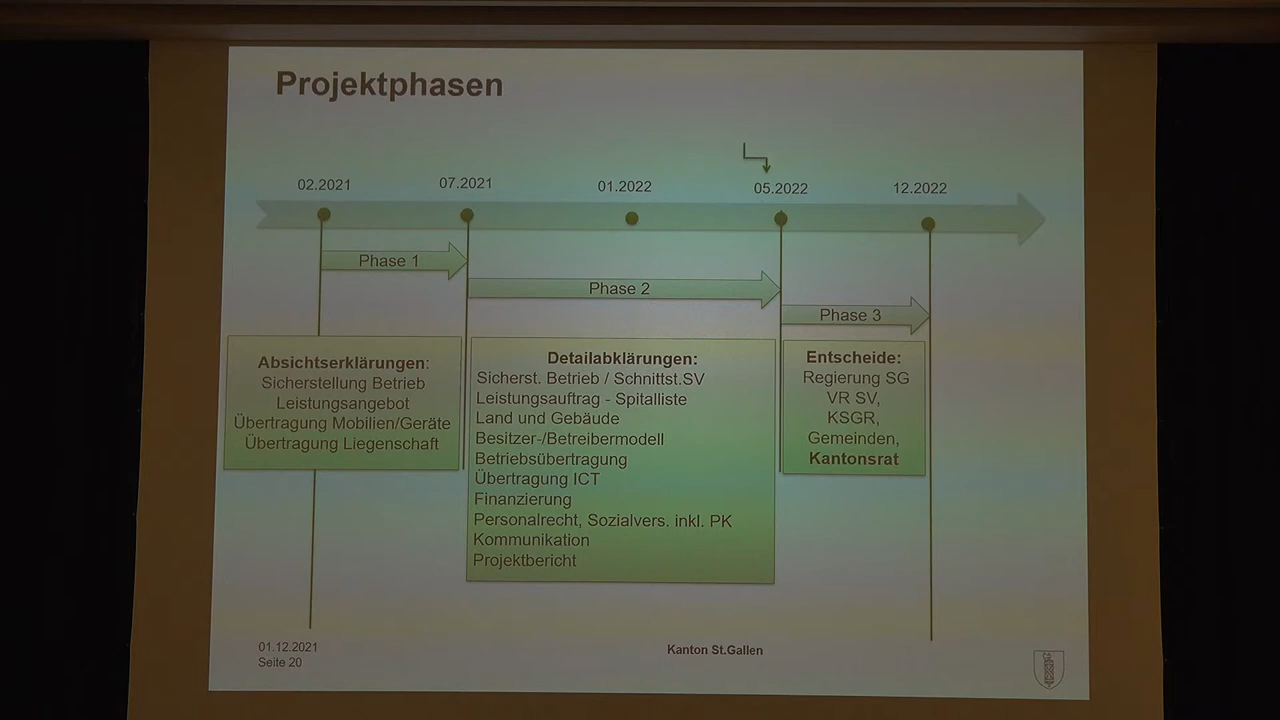 Projektphasen
02.2021
07.2021
01.2022
05.2022
12.2022
Phase 1
Phase 2
Phase 3
Absichtserklärungen:
Sicherstellung Betrieb
Leistungsangebot
Übertragung Mobilien/Geräte
Übertragung Liegenschaft
Detailabklärungen:
Sicherst. Betrieb / Schnittst.SV
Leistungsauftrag - Spitalliste
Land und Gebäude
Besitzer-/Betreibermodell
Betriebsübertragung
Übertragung ICT
Finanzierung
Personalrecht, Sozialvers. inkl. PK
Kommunikation
Projektbericht
Entscheide:
Regierung SG
VR SV,
KSGR,
Gemeinden,
Kantonsrat
01.12.2021
Seite 20
Kanton St.Gallen